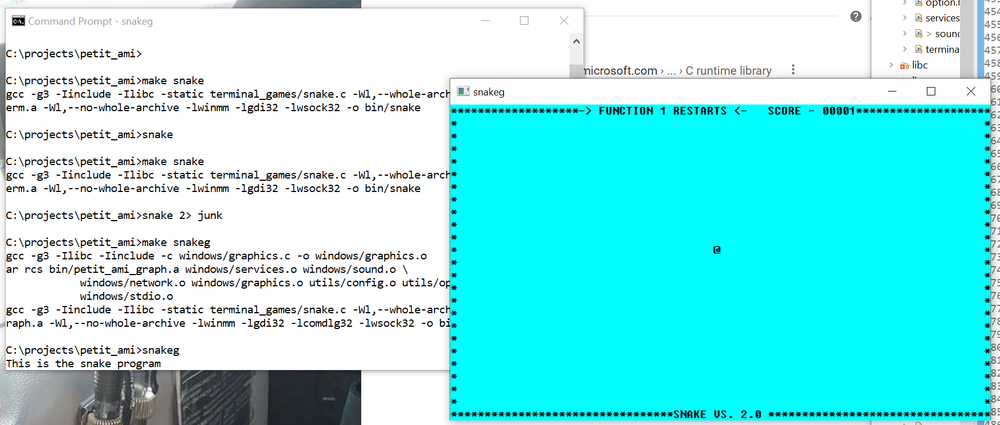 Command Prompt - snakeg
C:\projects\petit_ami>
C:\projects\petit_ami>make snake
gcc -g3 -Iinclude -Ilibc -static terminal_games/snake.c -Wl,--whole-arch
erm.a -Wl,--no-whole-archive -lwinmm -lgdi32 -lwsock32 -o bin/snake
C:\projects\petit_ami>snake
C:\projects\petit_ami>make snake
gcc -g3 -Iinclude -Ilibc -static terminal_games/snake.c -Wl,--whole-arch
erm.a -Wl,--no-whole-archive -lwinmm -lgdi32 -lwsock32 -o bin/snake
C:\projects\petit_ami>snake 2> junk
C:\projects\petit_ami>make snakeg
gcc -g3 -Ilibc -Iinclude -c windows/graphics.c -o windows/graphics.o
ar rcs bin/petit_ami_graph.a windows/services.o windows/sound.o \
windows/network.o windows/graphics.o utils/config.o utils/op
windows/stdio.o
gcc -g3 -Iinclude -Ilibc -static terminal_games/snake.c -Wl,--whole-arch
raph.a -Wl,--no-whole-archive -lwinmm -lgdi32 -lcomdlg32 -lwsock32 -o bi
C:\projects\petit_ami>snakeg
This is the snake program
microsoft.com › ... › C runtime library
option.
services
> soun
termina
libc
snakeg
*******************-> FUNCTION 1 RESTARTS <-   SCORE - 00001********************
@
*********************************SNAKE VS. 2.0 *********************************